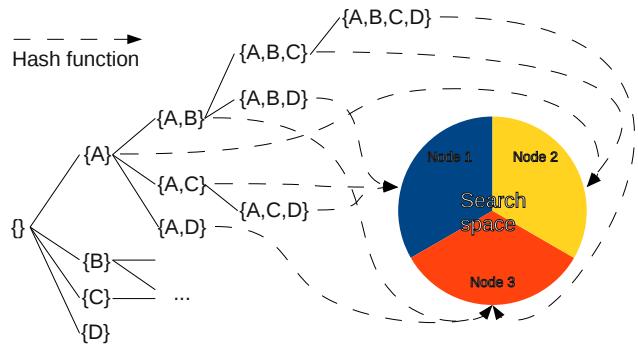 {A,B,C,D}
Hash function
{A,B,C}
{A,B,D}
{A,B}
{A}
Node 1
Node 2
{A,C}
Search
space
{A,C,D}
{}
{A,D}
{B}
Node 3
{C}
...
{D}